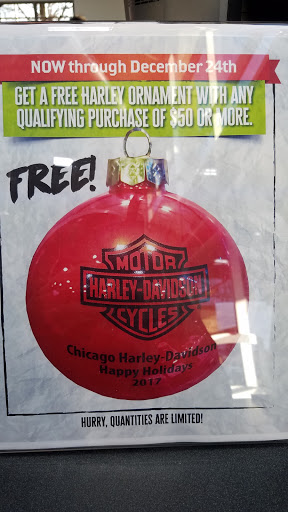 NOW through December 24th
GET A FREE HARLEY ORNAMENT WITH ANY
QUALIFYING PURCHASE OF $50 OR MORE.
FREE!
MOTOR
HARLEY-DAVIDSON
CYCLES
Chicago Harley-Davidson
Happy Holidays
2017
HURRY, QUANTITIES ARE LIMITED!